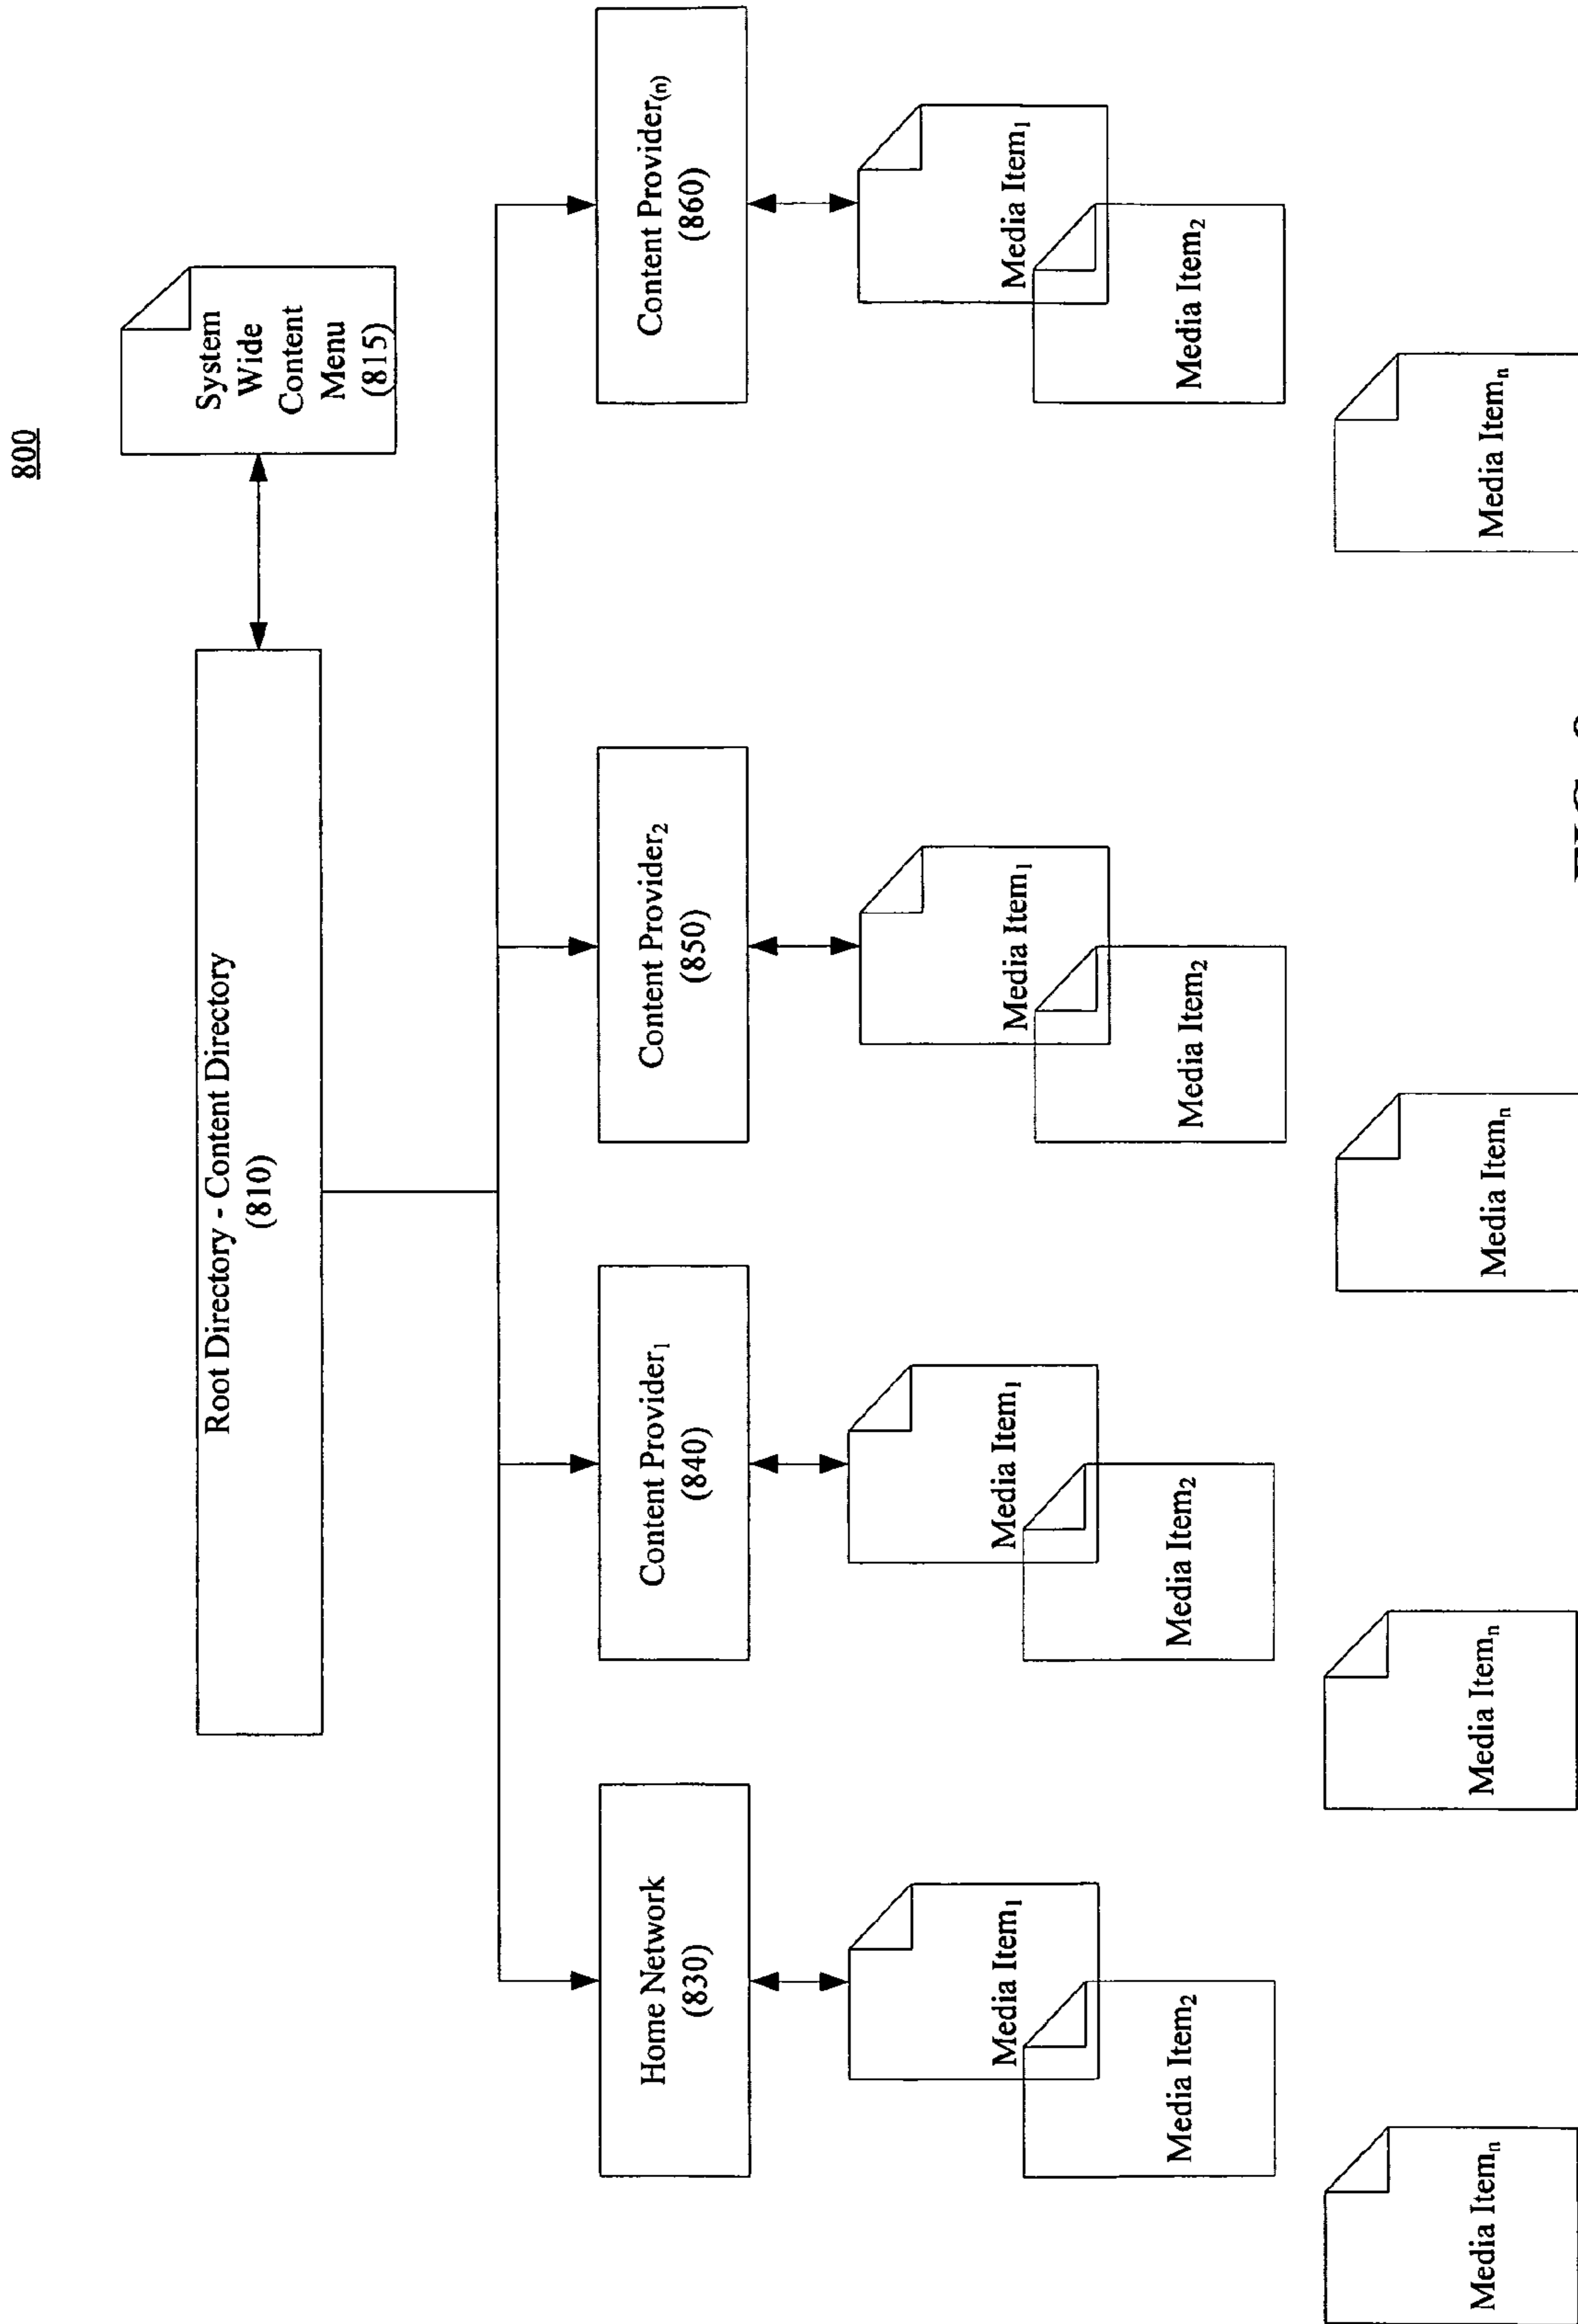 800
System
Wide
Content
Menu
(815)
Root Directory - Content Directory
(810)
Home Network
(830)
Content Provider₁
(840)
Content Provider₂
(850)
Content Provider₍ₙ₎
(860)
Media Item₁
Media Item₂
Media Itemₙ
Media Item₁
Media Item₂
Media Itemₙ
Media Item₁
Media Item₂
Media Itemₙ
Media Item₁
Media Item₂
Media Itemₙ